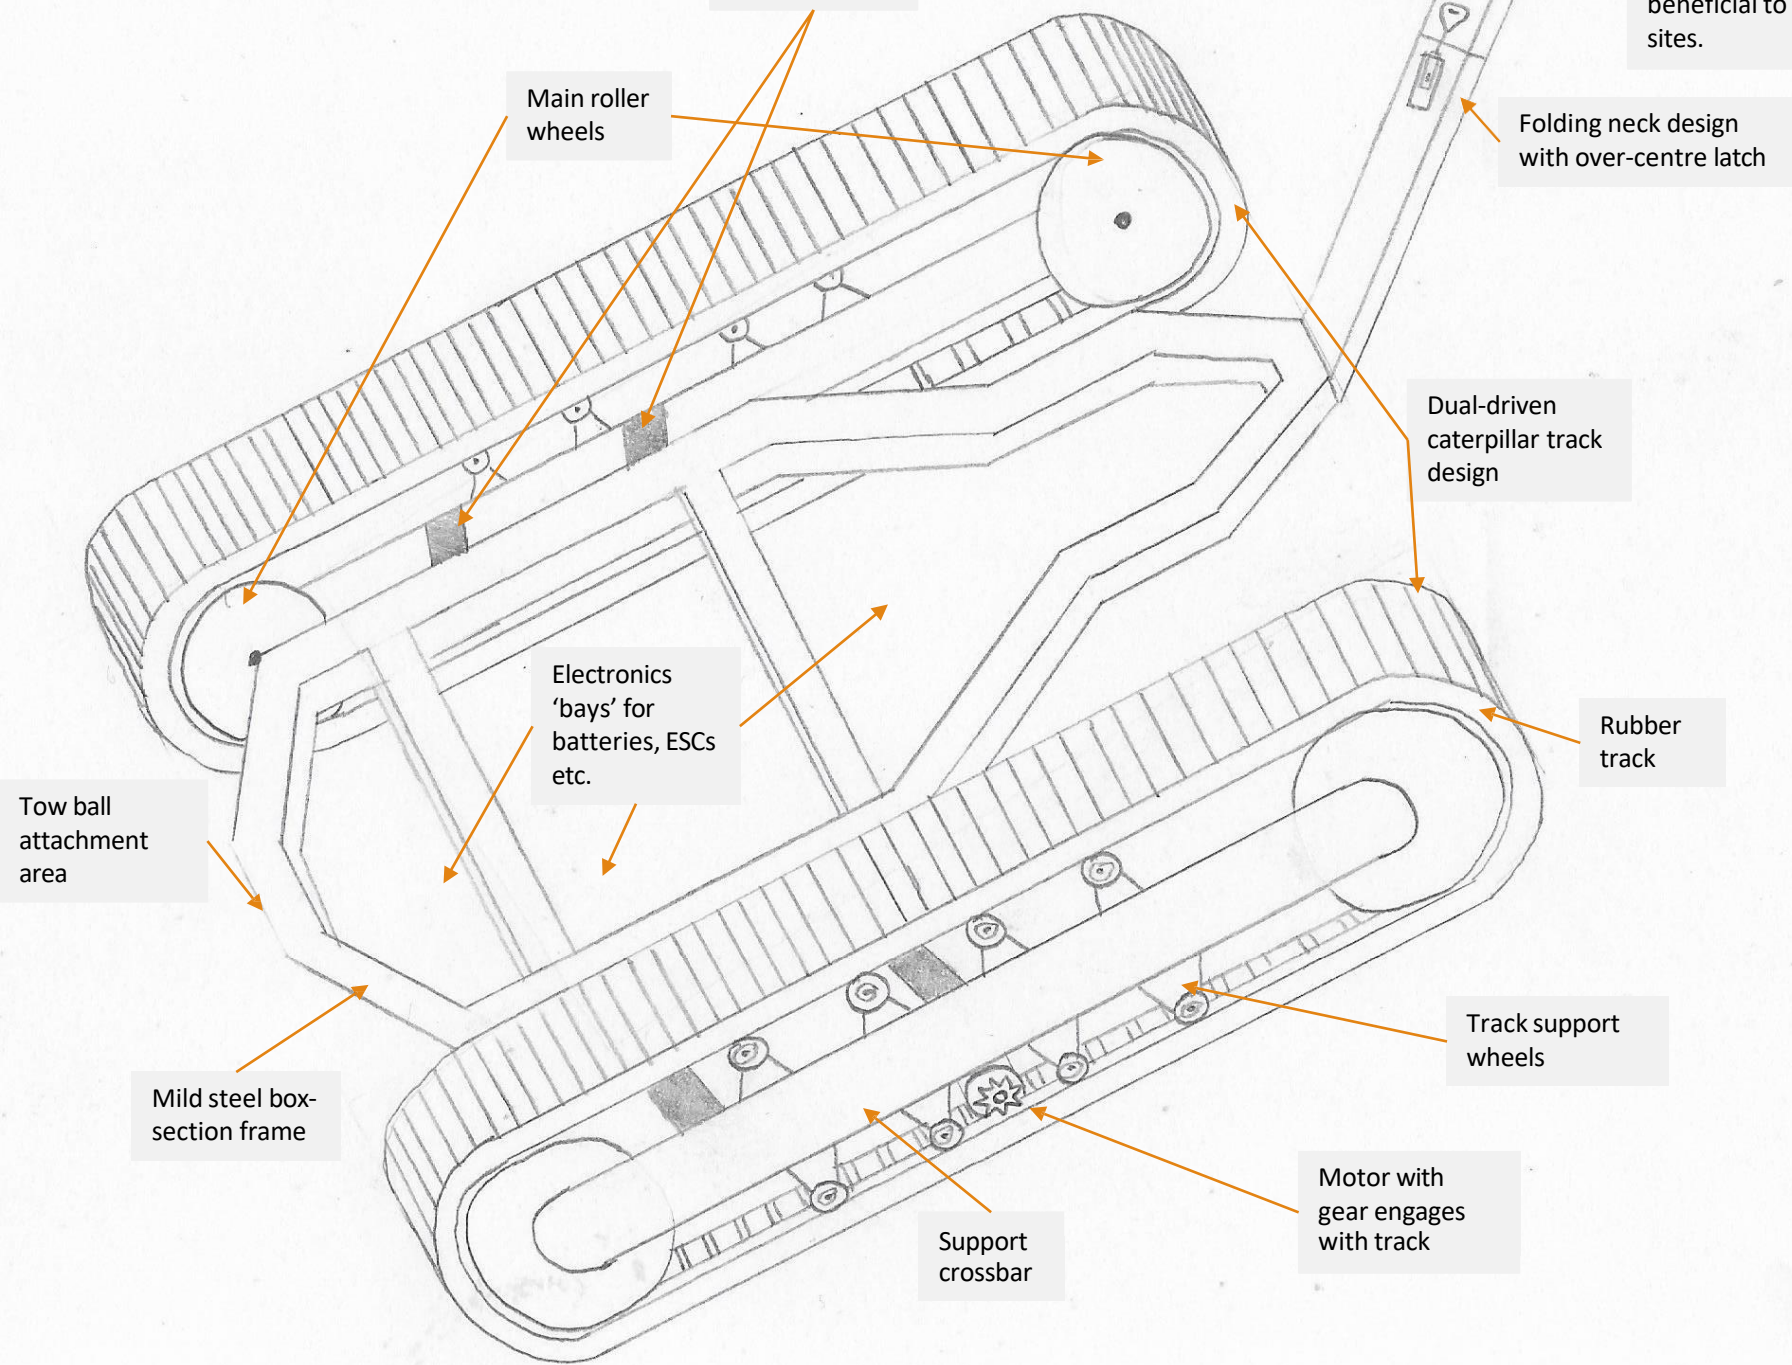 beneficial to
sites.
Main roller
wheels
Folding neck design
with over-centre latch
Dual-driven
caterpillar track
design
Electronics
‘bays’ for
batteries, ESCs
etc.
Rubber
track
Tow ball
attachment
area
Track support
wheels
Mild steel box-
section frame
Motor with
gear engages
with track
Support
crossbar